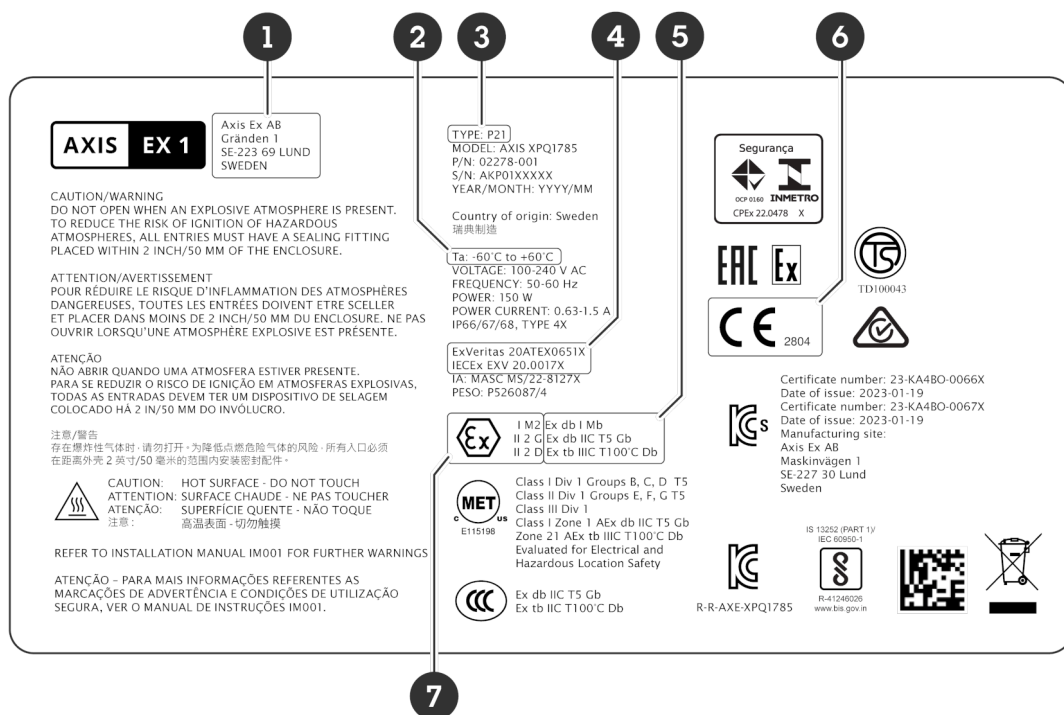 1
2
3
4
5
6
AXIS EX 1
Axis Ex AB
Gränden 1
SE-223 69 LUND
SWEDEN
CAUTION/WARNING
DO NOT OPEN WHEN AN EXPLOSIVE ATMOSPHERE IS PRESENT.
TO REDUCE THE RISK OF IGNITION OF HAZARDOUS
ATMOSPHERES, ALL ENTRIES MUST HAVE A SEALING FITTING
PLACED WITHIN 2 INCH/50 MM OF THE ENCLOSURE.
ATTENTION/AVERTISSEMENT
POUR RÉDUIRE LE RISQUE D'INFLAMMATION DES ATMOSPHÈRES
DANGEREUSES, TOUTES LES ENTRÉES DOIVENT ETRE SCELLER
ET PLACER DANS MOINS DE 2 INCH/50 MM DU ENCLOSURE. NE PAS
OUVRIR LORSQU'UNE ATMOSPHÈRE EXPLOSIVE EST PRÉSENTE.
ATENÇÃO
NÃO ABRIR QUANDO UMA ATMOSFERA ESTIVER PRESENTE.
PARA SE REDUZIR O RISCO DE IGNIÇÃO EM ATMOSFERAS EXPLOSIVAS,
TODAS AS ENTRADAS DEVEM TER UM DISPOSITIVO DE SELAGEM
COLOCADO HÁ 2 IN/50 MM DO INVÓLUCRO.
注意/警告
存在爆炸性气体时，请勿打开。为降低点燃危险气体的风险，所有入口必须
在距离外壳 2 英寸/50 毫米的范围内安装密封配件。
CAUTION: HOT SURFACE - DO NOT TOUCH
ATTENTION: SURFACE CHAUDE - NE PAS TOUCHER
ATENÇÃO: SUPERFÍCIE QUENTE - NÃO TOQUE
注意： 高温表面 - 切勿触摸
REFER TO INSTALLATION MANUAL IM001 FOR FURTHER WARNINGS
ATENÇÃO – PARA MAIS INFORMAÇÕES REFERENTES AS
MARCAÇÕES DE ADVERTÊNCIA E CONDIÇÕES DE UTILIZAÇÃO
SEGURA, VER O MANUAL DE INSTRUÇÕES IM001.
TYPE: P21
MODEL: AXIS XPQ1785
P/N: 02278-001
S/N: AKP01XXXXX
YEAR/MONTH: YYYY/MM
Country of origin: Sweden
瑞典制造
Ta: -60°C to +60°C
VOLTAGE: 100-240 V AC
FREQUENCY: 50-60 Hz
POWER: 150 W
POWER CURRENT: 0.63-1.5 A
IP66/67/68, TYPE 4X
ExVeritas 20ATEX0651X
IECEx EXV 20.0017X
IA: MASC MS/22-8127X
PESO: P526087/4
Ex
I M2 Ex db I Mb
II 2 G Ex db IIC T5 Gb
II 2 D Ex tb IIIC T100°C Db
c MET us
E115198
Class I Div 1 Groups B, C, D T5
Class II Div 1 Groups E, F, G T5
Class III Div 1
Class I Zone 1 AEx db IIC T5 Gb
Zone 21 AEx tb IIIC T100°C Db
Evaluated for Electrical and
Hazardous Location Safety
CCC
Ex db IIC T5 Gb
Ex tb IIC T100°C Db
Segurança
OCP 0160 INMETRO
CPEx 22.0478 X
EAC Ex
TS
TD100043
CE 2804
S
Certificate number: 23-KA4BO-0066X
Date of issue: 2023-01-19
Certificate number: 23-KA4BO-0067X
Date of issue: 2023-01-19
Manufacturing site:
Axis Ex AB
Maskinvägen 1
SE-227 30 Lund
Sweden
R-R-AXE-XPQ1785
IS 13252 (PART 1)/
IEC 60950-1
R-41246026
www.bis.gov.in
7